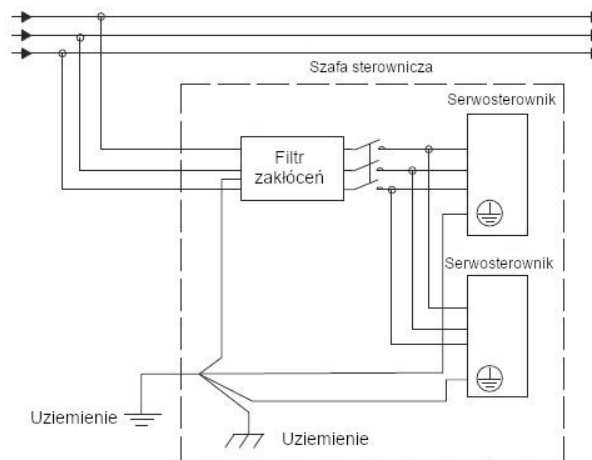 Szafa sterownicza
Serwosterownik
Filtr
zakłóceń
Serwosterownik
Uziemienie
Uziemienie